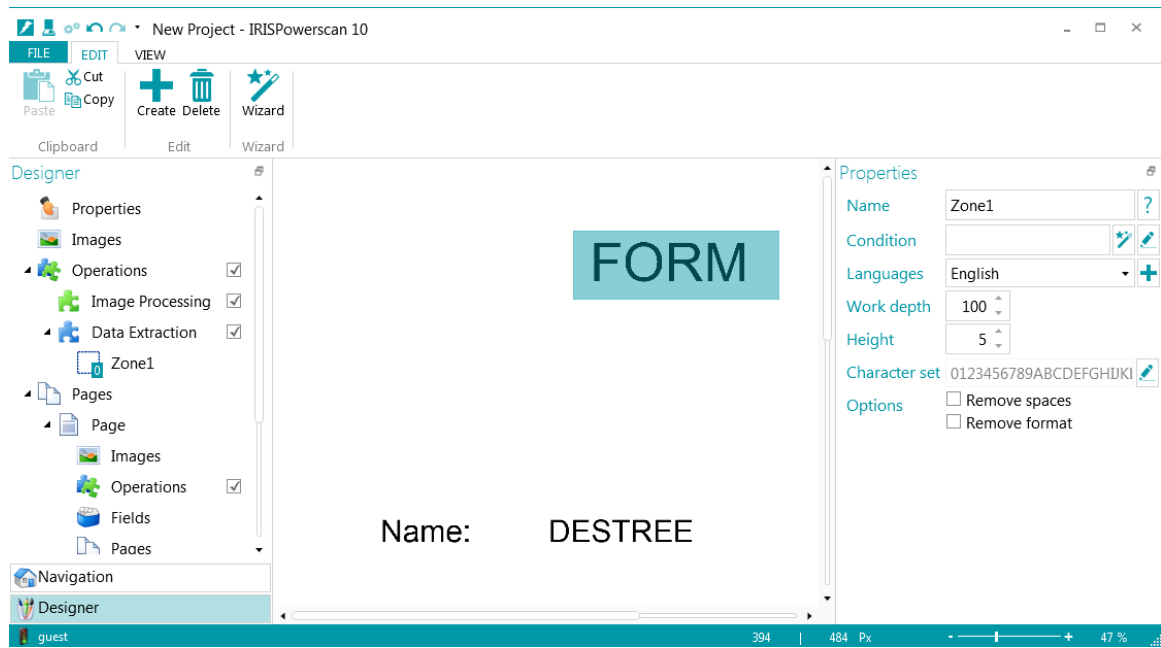 New Project - IRISPowerscan 10
FILE EDIT VIEW
Paste Cut Copy Create Delete Wizard
Clipboard Edit Wizard
Designer
Properties
Images
Operations
Image Processing
Data Extraction
0 Zone1
Pages
Page
Images
Operations
Fields
Pages
Navigation
Designer
FORM
Name: DESTREE
Properties
Name Zone1 ?
Condition
Languages English
Work depth 100
Height 5
Character set 0123456789ABCDEFGHIJKL
Options Remove spaces
Remove format
guest 394 | 484 Px - + 47 %